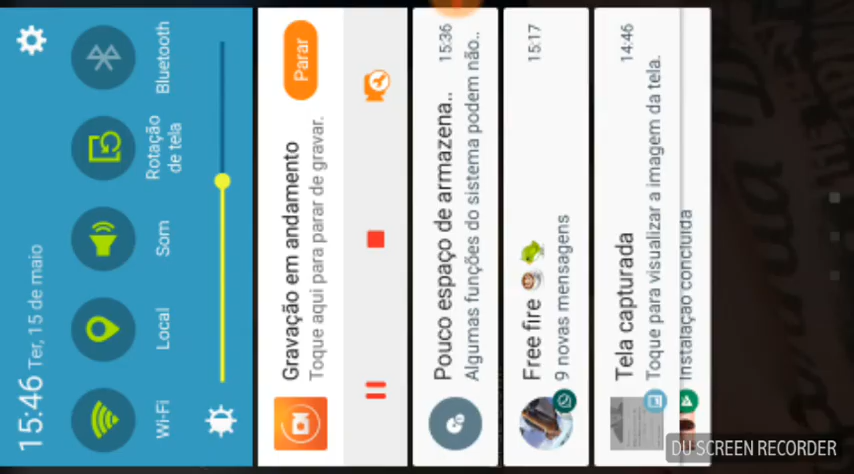 15:46 Ter, 15 de maio
Wi-Fi
Local
Som
Rotação
de tela
Bluetooth
Gravação em andamento
Toque aqui para parar de gravar.
Parar
Pouco espaço de armazena..
15:36
Algumas funções do sistema podem não..
Free fire
15:17
9 novas mensagens
Tela capturada
14:46
Toque para visualizar a imagem da tela.
Instalação concluída
DU SCREEN RECORDER